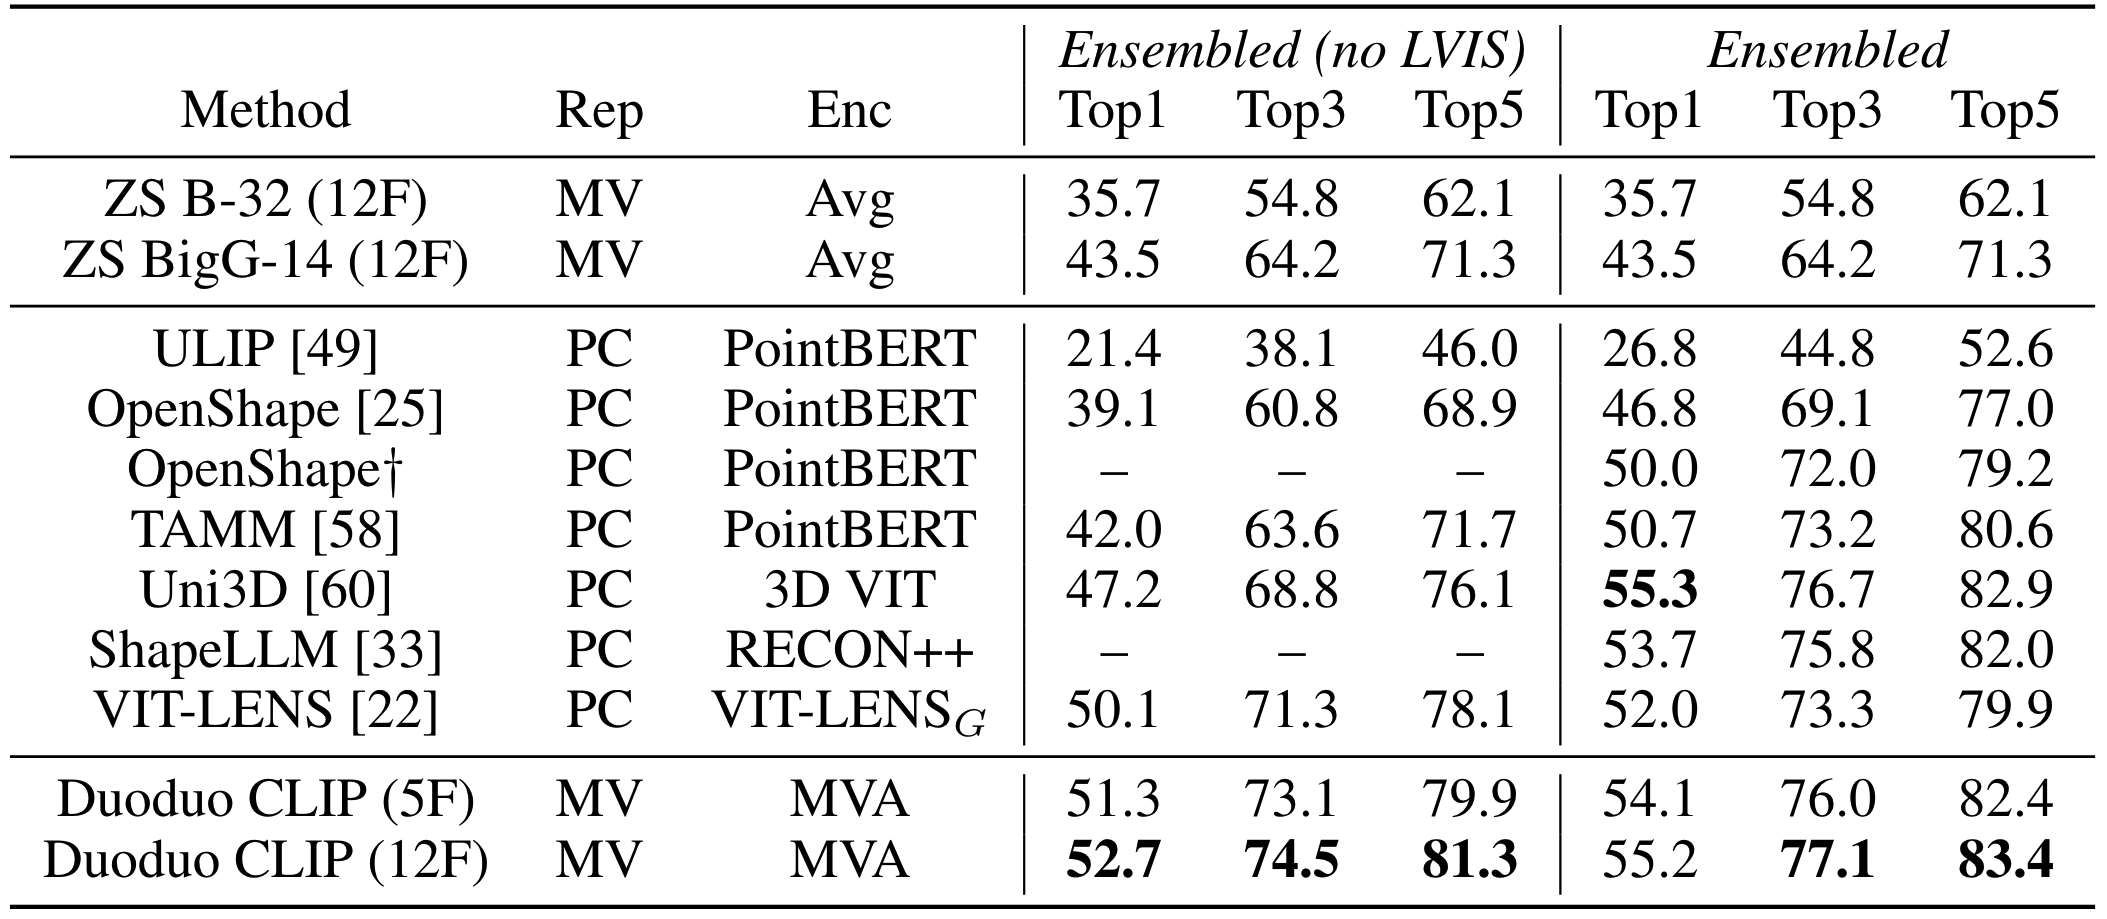 Ensembled (no LVIS) Ensembled
Method Rep Enc Top1 Top3 Top5 Top1 Top3 Top5
ZS B-32 (12F) MV Avg 35.7 54.8 62.1 35.7 54.8 62.1
ZS BigG-14 (12F) MV Avg 43.5 64.2 71.3 43.5 64.2 71.3
ULIP [49] PC PointBERT 21.4 38.1 46.0 26.8 44.8 52.6
OpenShape [25] PC PointBERT 39.1 60.8 68.9 46.8 69.1 77.0
OpenShape† PC PointBERT – – – 50.0 72.0 79.2
TAMM [58] PC PointBERT 42.0 63.6 71.7 50.7 73.2 80.6
Uni3D [60] PC 3D VIT 47.2 68.8 76.1 55.3 76.7 82.9
ShapeLLM [33] PC RECON++ – – – 53.7 75.8 82.0
VIT-LENS [22] PC VIT-LENS_G 50.1 71.3 78.1 52.0 73.3 79.9
Duoduo CLIP (5F) MV MVA 51.3 73.1 79.9 54.1 76.0 82.4
Duoduo CLIP (12F) MV MVA 52.7 74.5 81.3 55.2 77.1 83.4